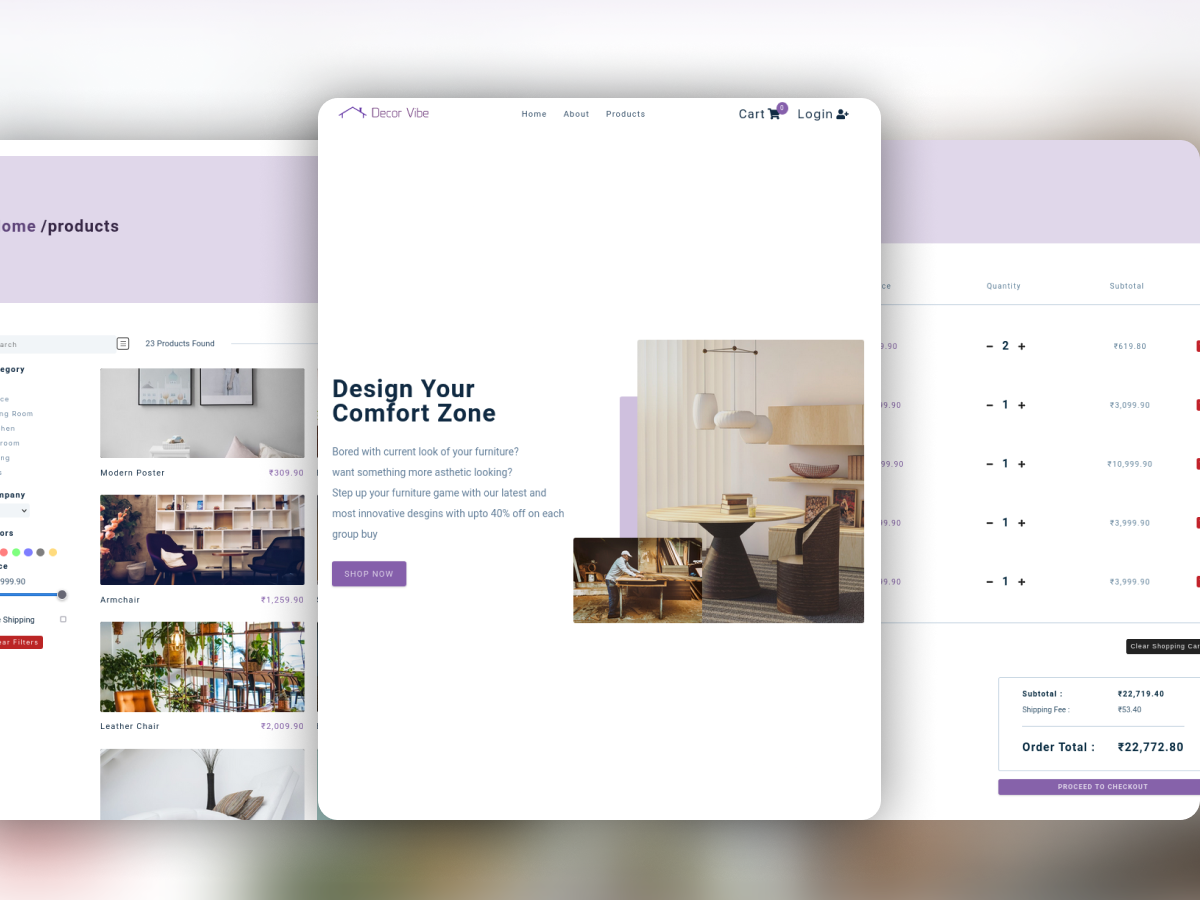 ome /products
arch
23 Products Found
egory
ce
ng Room
chen
room
ng
s
mpany
ors
ce
999.90
Shipping
ar Filters
Modern Poster ₹309.90
Armchair ₹1,259.90
Leather Chair ₹2,009.90
Decor Vibe
Home About Products
Cart 0 Login
Design Your
Comfort Zone
Bored with current look of your furniture?
want something more asthetic looking?
Step up your furniture game with our latest and
most innovative desgins with upto 40% off on each
group buy
SHOP NOW
ce Quantity Subtotal
9.90 − 2 + ₹619.80
99.90 − 1 + ₹3,099.90
99.90 − 1 + ₹10,999.90
99.90 − 1 + ₹3,999.90
99.90 − 1 + ₹3,999.90
Clear Shopping Car
Subtotal : ₹22,719.40
Shipping Fee : ₹53.40
Order Total : ₹22,772.80
PROCEED TO CHECKOUT